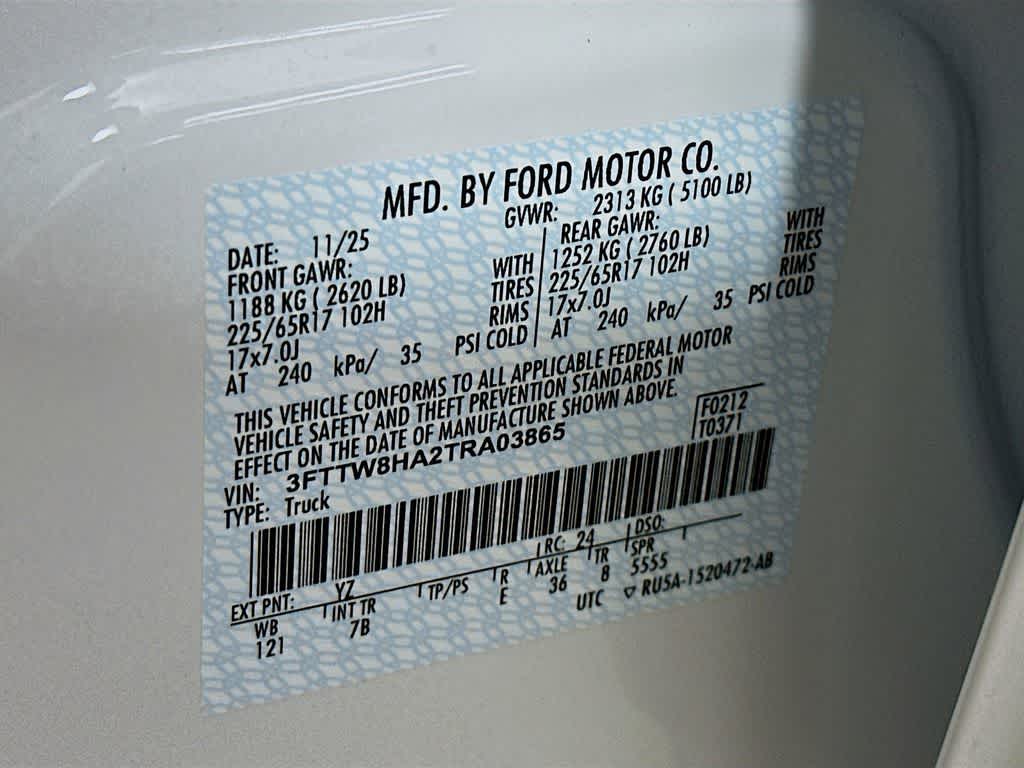 MFD. BY FORD MOTOR CO.
DATE: 11/25 GVWR: 2313 KG ( 5100 LB)
FRONT GAWR: REAR GAWR:
1188 KG ( 2620 LB) WITH 1252 KG ( 2760 LB) WITH
225/65R17 102H TIRES 225/65R17 102H TIRES
17x7.0J RIMS 17x7.0J RIMS
AT 240 kPa/ 35 PSI COLD AT 240 kPa/ 35 PSI COLD
THIS VEHICLE CONFORMS TO ALL APPLICABLE FEDERAL MOTOR
VEHICLE SAFETY AND THEFT PREVENTION STANDARDS IN
EFFECT ON THE DATE OF MANUFACTURE SHOWN ABOVE.
VIN: 3FTTW8HA2TRA03865 F0212
TYPE: Truck T0371
EXT PNT: YZ RC: 24 DSO:
WB INT TR TP/PS R AXLE TR SPR
121 7B E 36 8 5555
UTC ▽ RU5A-1520472-AB